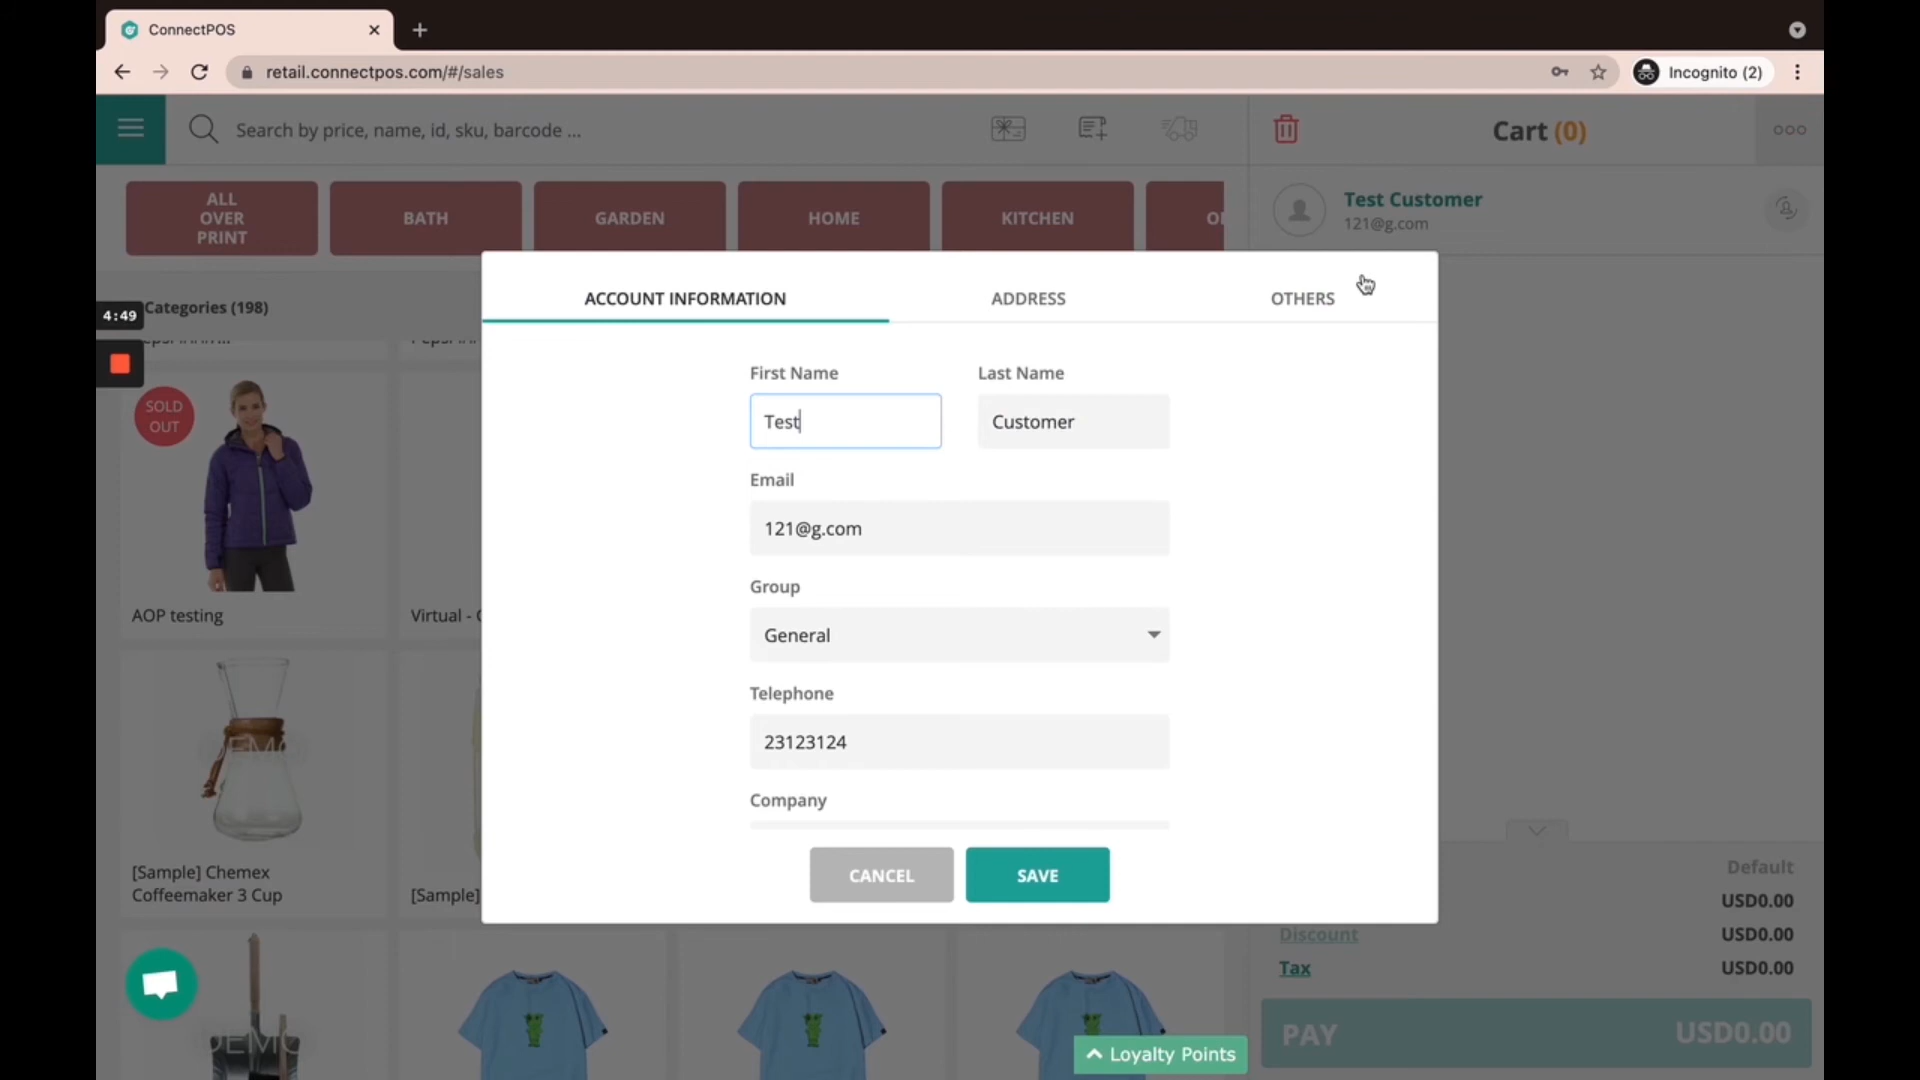 ConnectPOS
retail.connectpos.com/#/sales
Incognito (2)
Search by price, name, id, sku, barcode ...
Cart (0)
ALL
OVER
PRINT
BATH
GARDEN
HOME
KITCHEN
Test Customer
121@g.com
Categories (198)
4:49
ACCOUNT INFORMATION
ADDRESS
OTHERS
First Name
Last Name
Test
Customer
Email
121@g.com
Group
General
Telephone
23123124
Company
CANCEL
SAVE
SOLD
OUT
AOP testing
Virtual -
DEMO
[Sample] Chemex
Coffeemaker 3 Cup
[Sample]
DEMO
Default
USD0.00
Discount
USD0.00
Tax
USD0.00
PAY
USD0.00
Loyalty Points